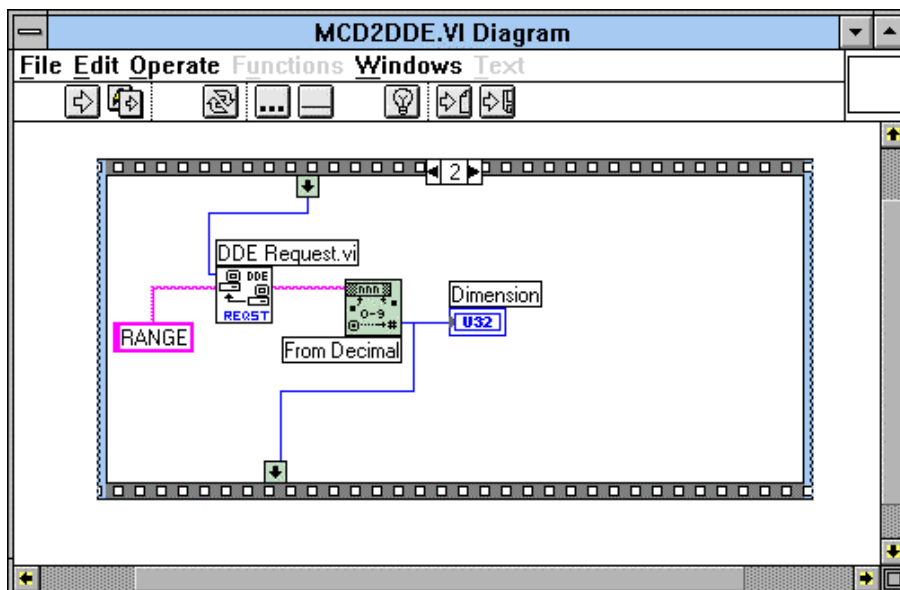 MCD2DDE.VI Diagram
File Edit Operate Functions Windows Text
...
2
DDE Request.vi
DDE
REQST
RANGE
nnn
0-9
#
From Decimal
Dimension
U32